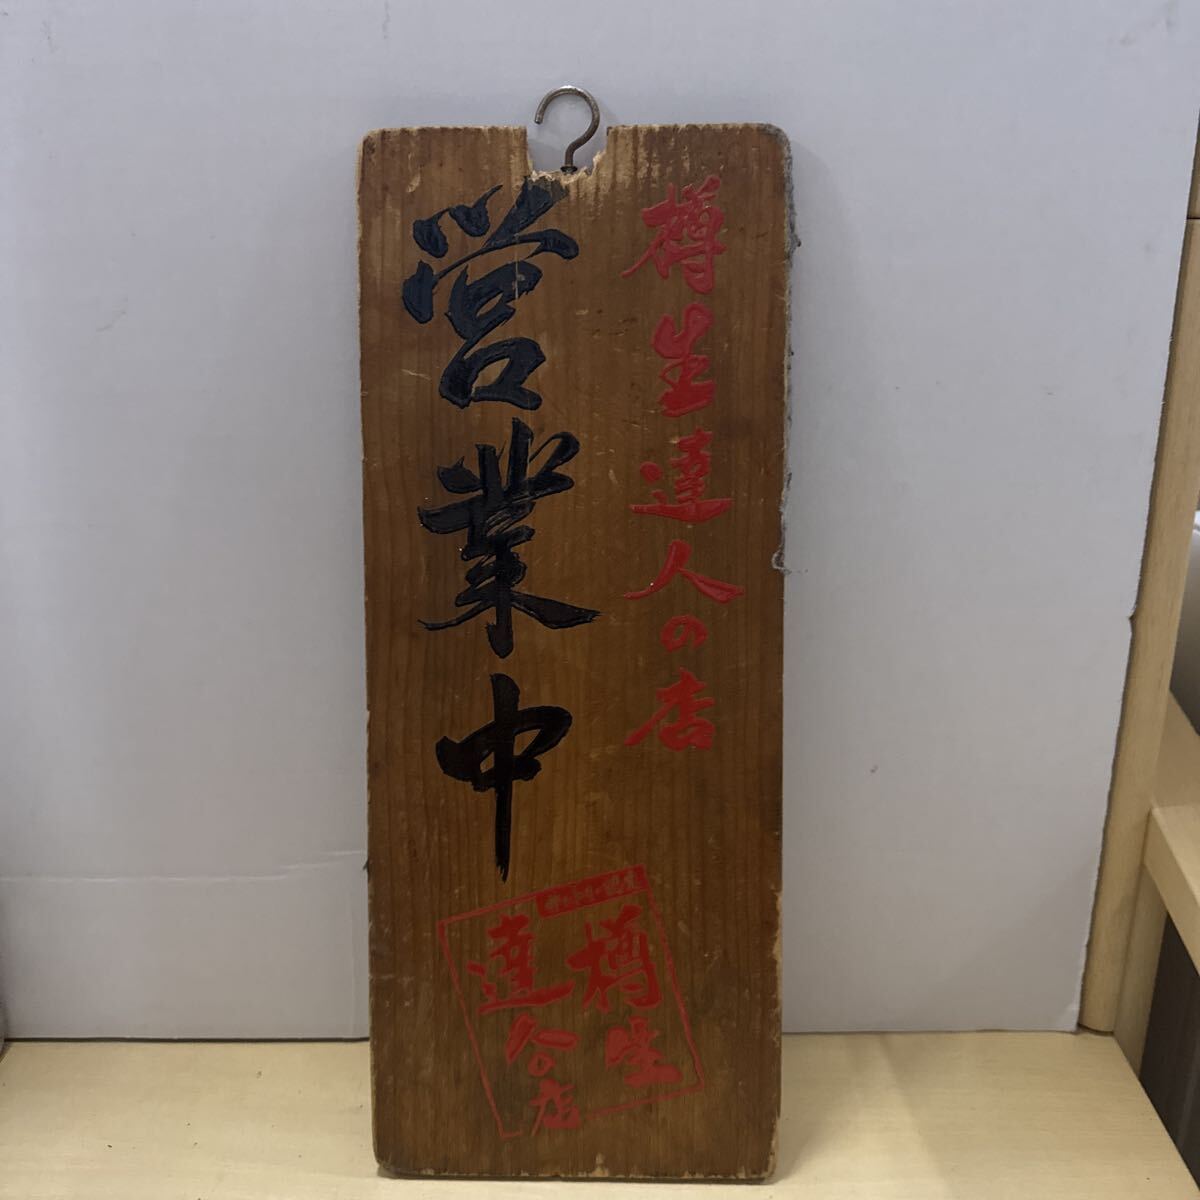 樽生達人の店
営業中
樽生
達人の店